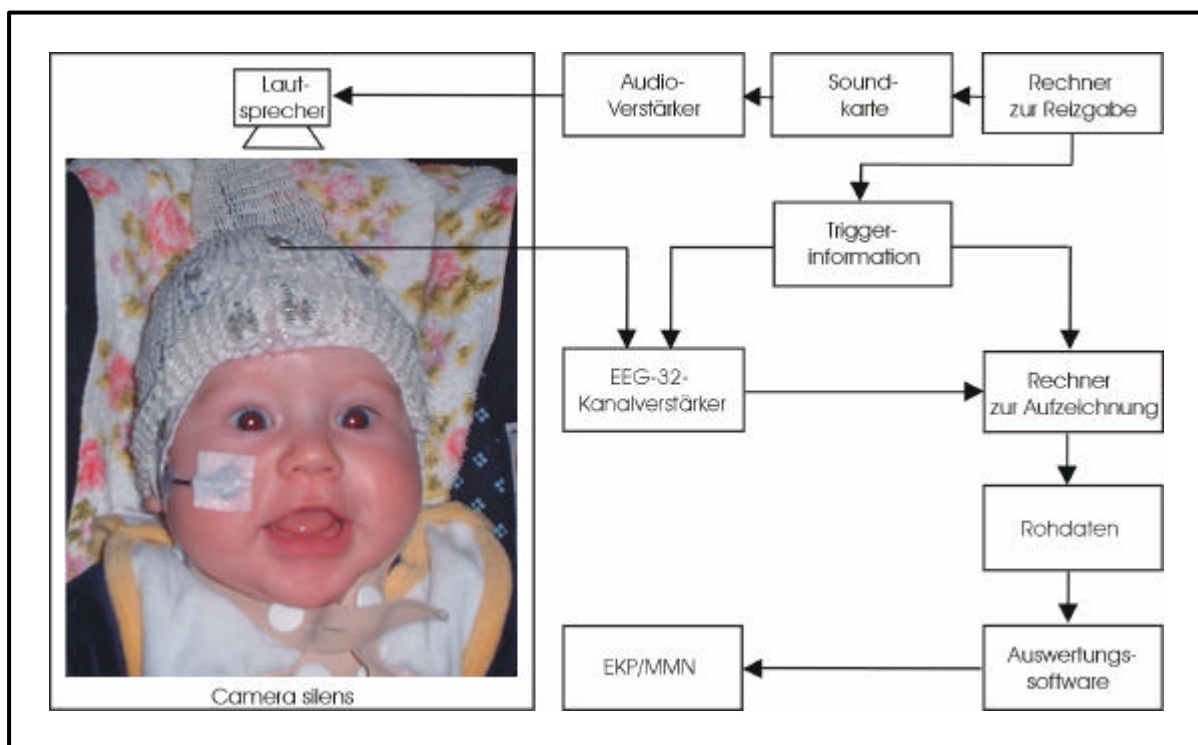 Laut-
sprecher
Audio-
Verstärker
Sound-
karte
Rechner
zur Reizgabe
Trigger-
information
EEG-32-
Kanalverstärker
Rechner
zur Aufzeichnung
Rohdaten
EKP/MMN
Auswertungs-
software
Camera silens